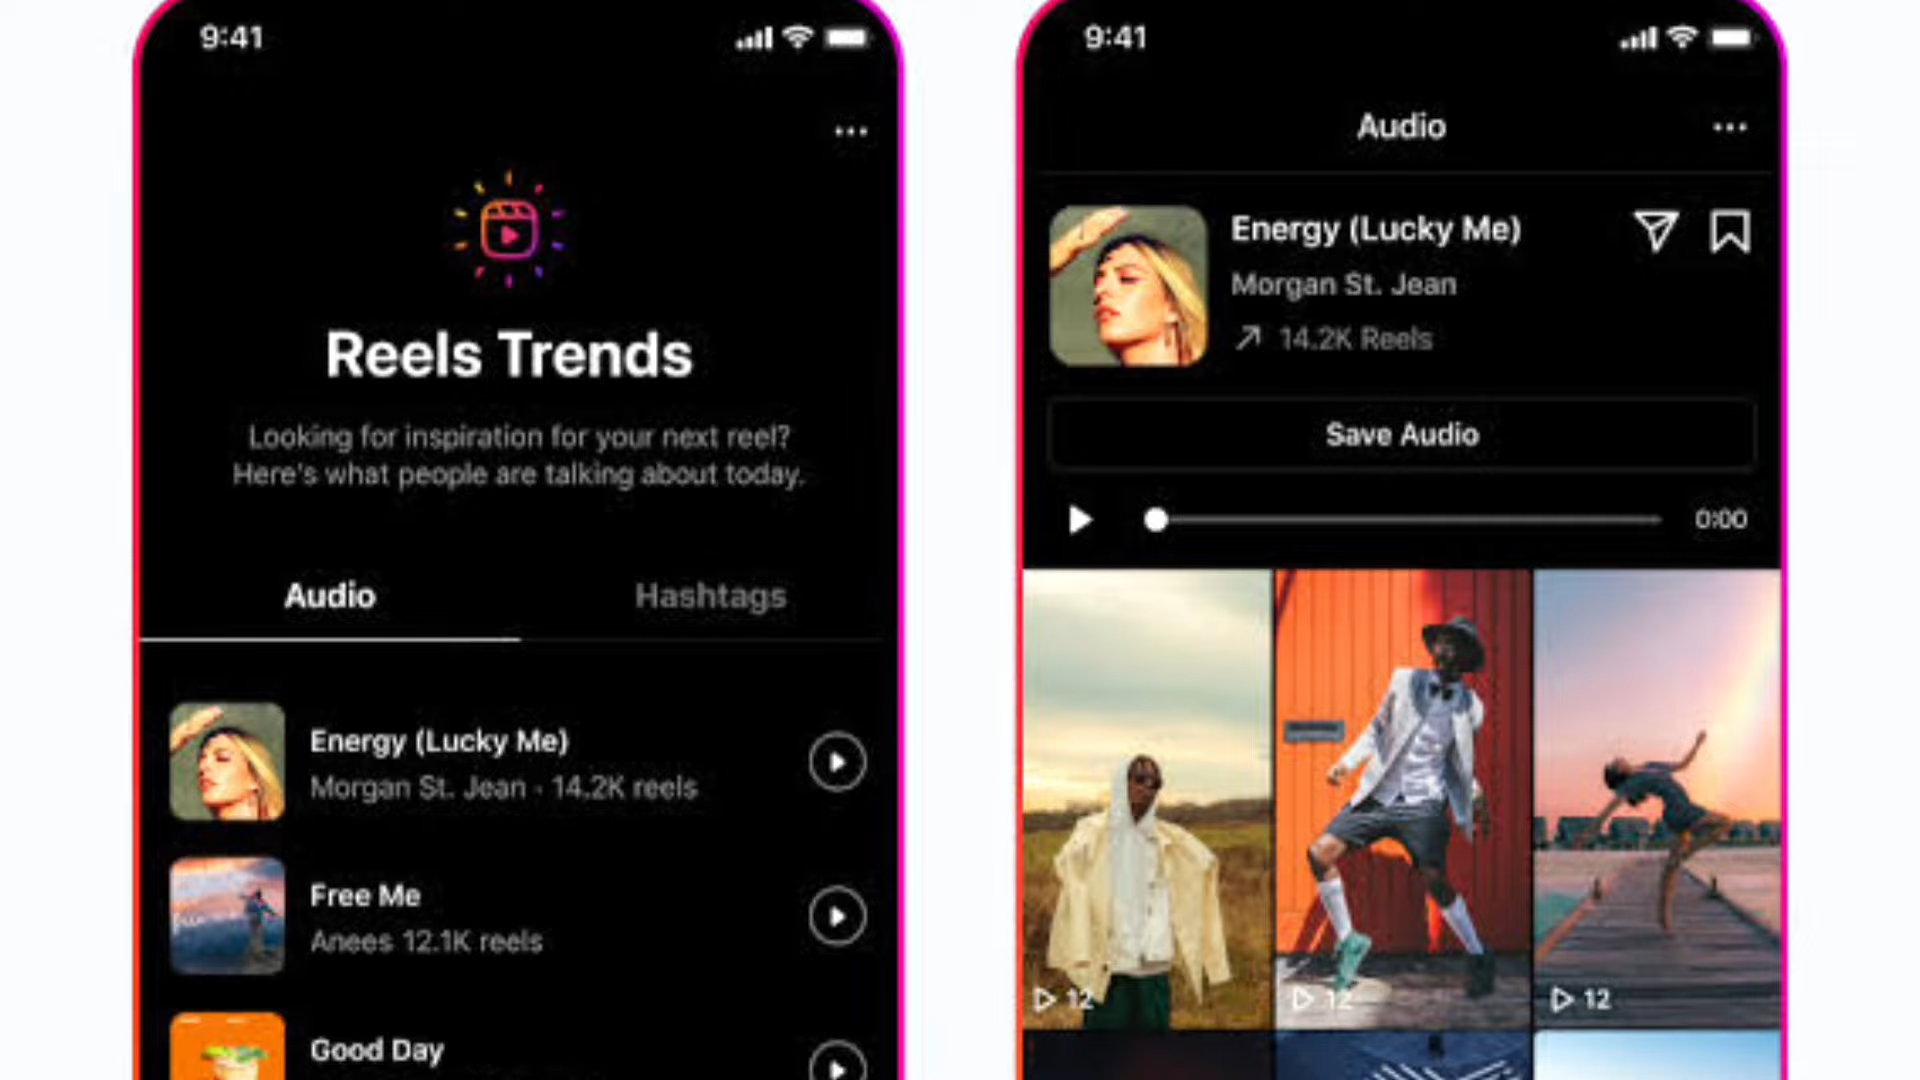 9:41
Reels Trends
Looking for inspiration for your next reel?
Here's what people are talking about today.
Audio
Hashtags
Energy (Lucky Me)
Morgan St. Jean · 14.2K reels
Free Me
Anees 12.1K reels
Good Day
9:41
Audio
Energy (Lucky Me)
Morgan St. Jean
14.2K Reels
Save Audio
0:00
12
12
12